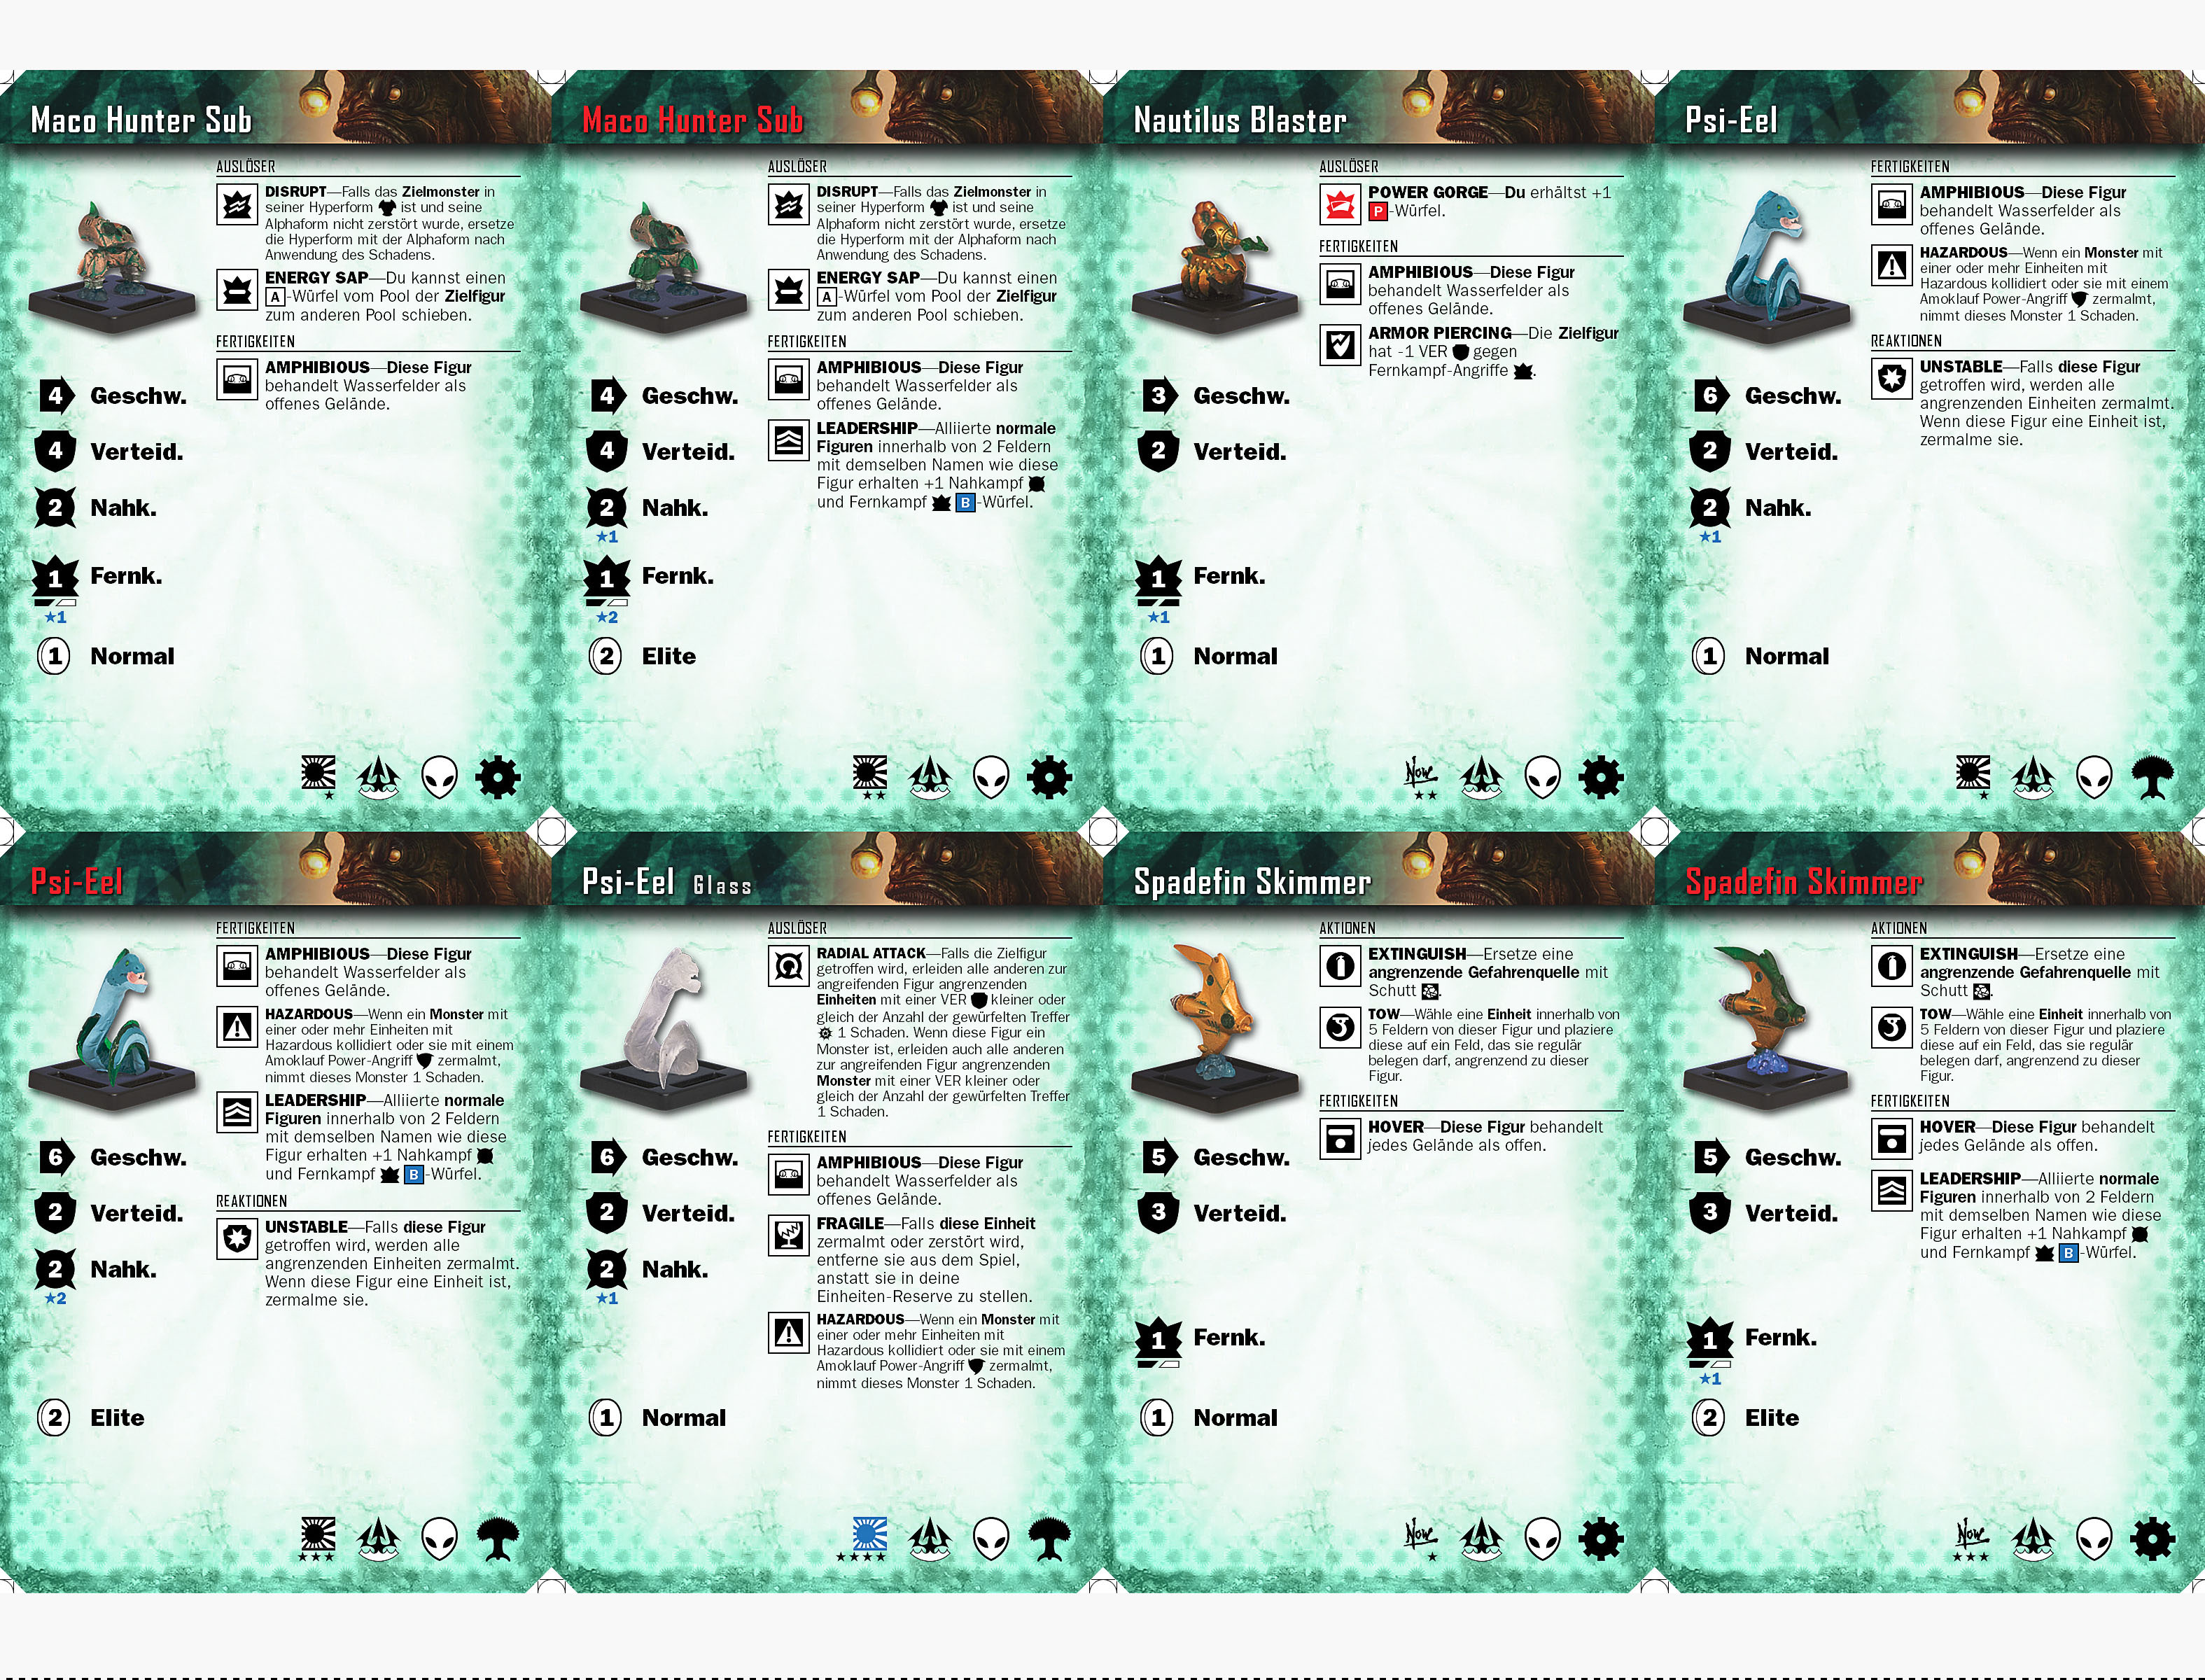 Maco Hunter Sub
AUSLÖSER
DISRUPT—Falls das Zielmonster in
seiner Hyperform ist und seine
Alphaform nicht zerstört wurde, ersetze
die Hyperform mit der Alphaform nach
Anwendung des Schadens.
ENERGY SAP—Du kannst einen
A-Würfel vom Pool der Zielfigur
zum anderen Pool schieben.
FERTIGKEITEN
AMPHIBIOUS—Diese Figur
behandelt Wasserfelder als
offenes Gelände.
4 Geschw.
4 Verteid.
2 Nahk.
1 Fernk.
★1
1 Normal
★
Maco Hunter Sub
AUSLÖSER
DISRUPT—Falls das Zielmonster in
seiner Hyperform ist und seine
Alphaform nicht zerstört wurde, ersetze
die Hyperform mit der Alphaform nach
Anwendung des Schadens.
ENERGY SAP—Du kannst einen
A-Würfel vom Pool der Zielfigur
zum anderen Pool schieben.
FERTIGKEITEN
AMPHIBIOUS—Diese Figur
behandelt Wasserfelder als
offenes Gelände.
LEADERSHIP—Alliierte normale
Figuren innerhalb von 2 Feldern
mit demselben Namen wie diese
Figur erhalten +1 Nahkampf
und Fernkampf B-Würfel.
4 Geschw.
4 Verteid.
2 Nahk.
★1
1 Fernk.
★2
2 Elite
★★
Nautilus Blaster
AUSLÖSER
POWER GORGE—Du erhältst +1
P-Würfel.
FERTIGKEITEN
AMPHIBIOUS—Diese Figur
behandelt Wasserfelder als
offenes Gelände.
ARMOR PIERCING—Die Zielfigur
hat -1 VER gegen
Fernkampf-Angriffe.
3 Geschw.
2 Verteid.
1 Fernk.
★1
1 Normal
Now
★★
Psi-Eel
FERTIGKEITEN
AMPHIBIOUS—Diese Figur
behandelt Wasserfelder als
offenes Gelände.
HAZARDOUS—Wenn ein Monster mit
einer oder mehr Einheiten mit
Hazardous kollidiert oder sie mit einem
Amoklauf Power-Angriff zermalmt,
nimmt dieses Monster 1 Schaden.
REAKTIONEN
UNSTABLE—Falls diese Figur
getroffen wird, werden alle
angrenzenden Einheiten zermalmt.
Wenn diese Figur eine Einheit ist,
zermalme sie.
6 Geschw.
2 Verteid.
2 Nahk.
★1
1 Normal
★
Psi-Eel
FERTIGKEITEN
AMPHIBIOUS—Diese Figur
behandelt Wasserfelder als
offenes Gelände.
HAZARDOUS—Wenn ein Monster mit
einer oder mehr Einheiten mit
Hazardous kollidiert oder sie mit einem
Amoklauf Power-Angriff zermalmt,
nimmt dieses Monster 1 Schaden.
LEADERSHIP—Alliierte normale
Figuren innerhalb von 2 Feldern
mit demselben Namen wie diese
Figur erhalten +1 Nahkampf
und Fernkampf B-Würfel.
REAKTIONEN
UNSTABLE—Falls diese Figur
getroffen wird, werden alle
angrenzenden Einheiten zermalmt.
Wenn diese Figur eine Einheit ist,
zermalme sie.
6 Geschw.
2 Verteid.
2 Nahk.
★2
2 Elite
★★★
Psi-Eel Glass
AUSLÖSER
RADIAL ATTACK—Falls die Zielfigur
getroffen wird, erleiden alle anderen zur
angreifenden Figur angrenzenden
Einheiten mit einer VER kleiner oder
gleich der Anzahl der gewürfelten Treffer
1 Schaden. Wenn diese Figur ein
Monster ist, erleiden auch alle anderen
zur angreifenden Figur angrenzenden
Monster mit einer VER kleiner oder
gleich der Anzahl der gewürfelten Treffer
1 Schaden.
FERTIGKEITEN
AMPHIBIOUS—Diese Figur
behandelt Wasserfelder als
offenes Gelände.
FRAGILE—Falls diese Einheit
zermalmt oder zerstört wird,
entferne sie aus dem Spiel,
anstatt sie in deine
Einheiten-Reserve zu stellen.
HAZARDOUS—Wenn ein Monster mit
einer oder mehr Einheiten mit
Hazardous kollidiert oder sie mit einem
Amoklauf Power-Angriff zermalmt,
nimmt dieses Monster 1 Schaden.
6 Geschw.
2 Verteid.
2 Nahk.
★1
1 Normal
★★★★
Spadefin Skimmer
AKTIONEN
EXTINGUISH—Ersetze eine
angrenzende Gefahrenquelle mit
Schutt.
TOW—Wähle eine Einheit innerhalb von
5 Feldern von dieser Figur und plaziere
diese auf ein Feld, das sie regulär
belegen darf, angrenzend zu dieser
Figur.
FERTIGKEITEN
HOVER—Diese Figur behandelt
jedes Gelände als offen.
5 Geschw.
3 Verteid.
1 Fernk.
1 Normal
Now
★
Spadefin Skimmer
AKTIONEN
EXTINGUISH—Ersetze eine
angrenzende Gefahrenquelle mit
Schutt.
TOW—Wähle eine Einheit innerhalb von
5 Feldern von dieser Figur und plaziere
diese auf ein Feld, das sie regulär
belegen darf, angrenzend zu dieser
Figur.
FERTIGKEITEN
HOVER—Diese Figur behandelt
jedes Gelände als offen.
LEADERSHIP—Alliierte normale
Figuren innerhalb von 2 Feldern
mit demselben Namen wie diese
Figur erhalten +1 Nahkampf
und Fernkampf B-Würfel.
5 Geschw.
3 Verteid.
1 Fernk.
★1
2 Elite
Now
★★★